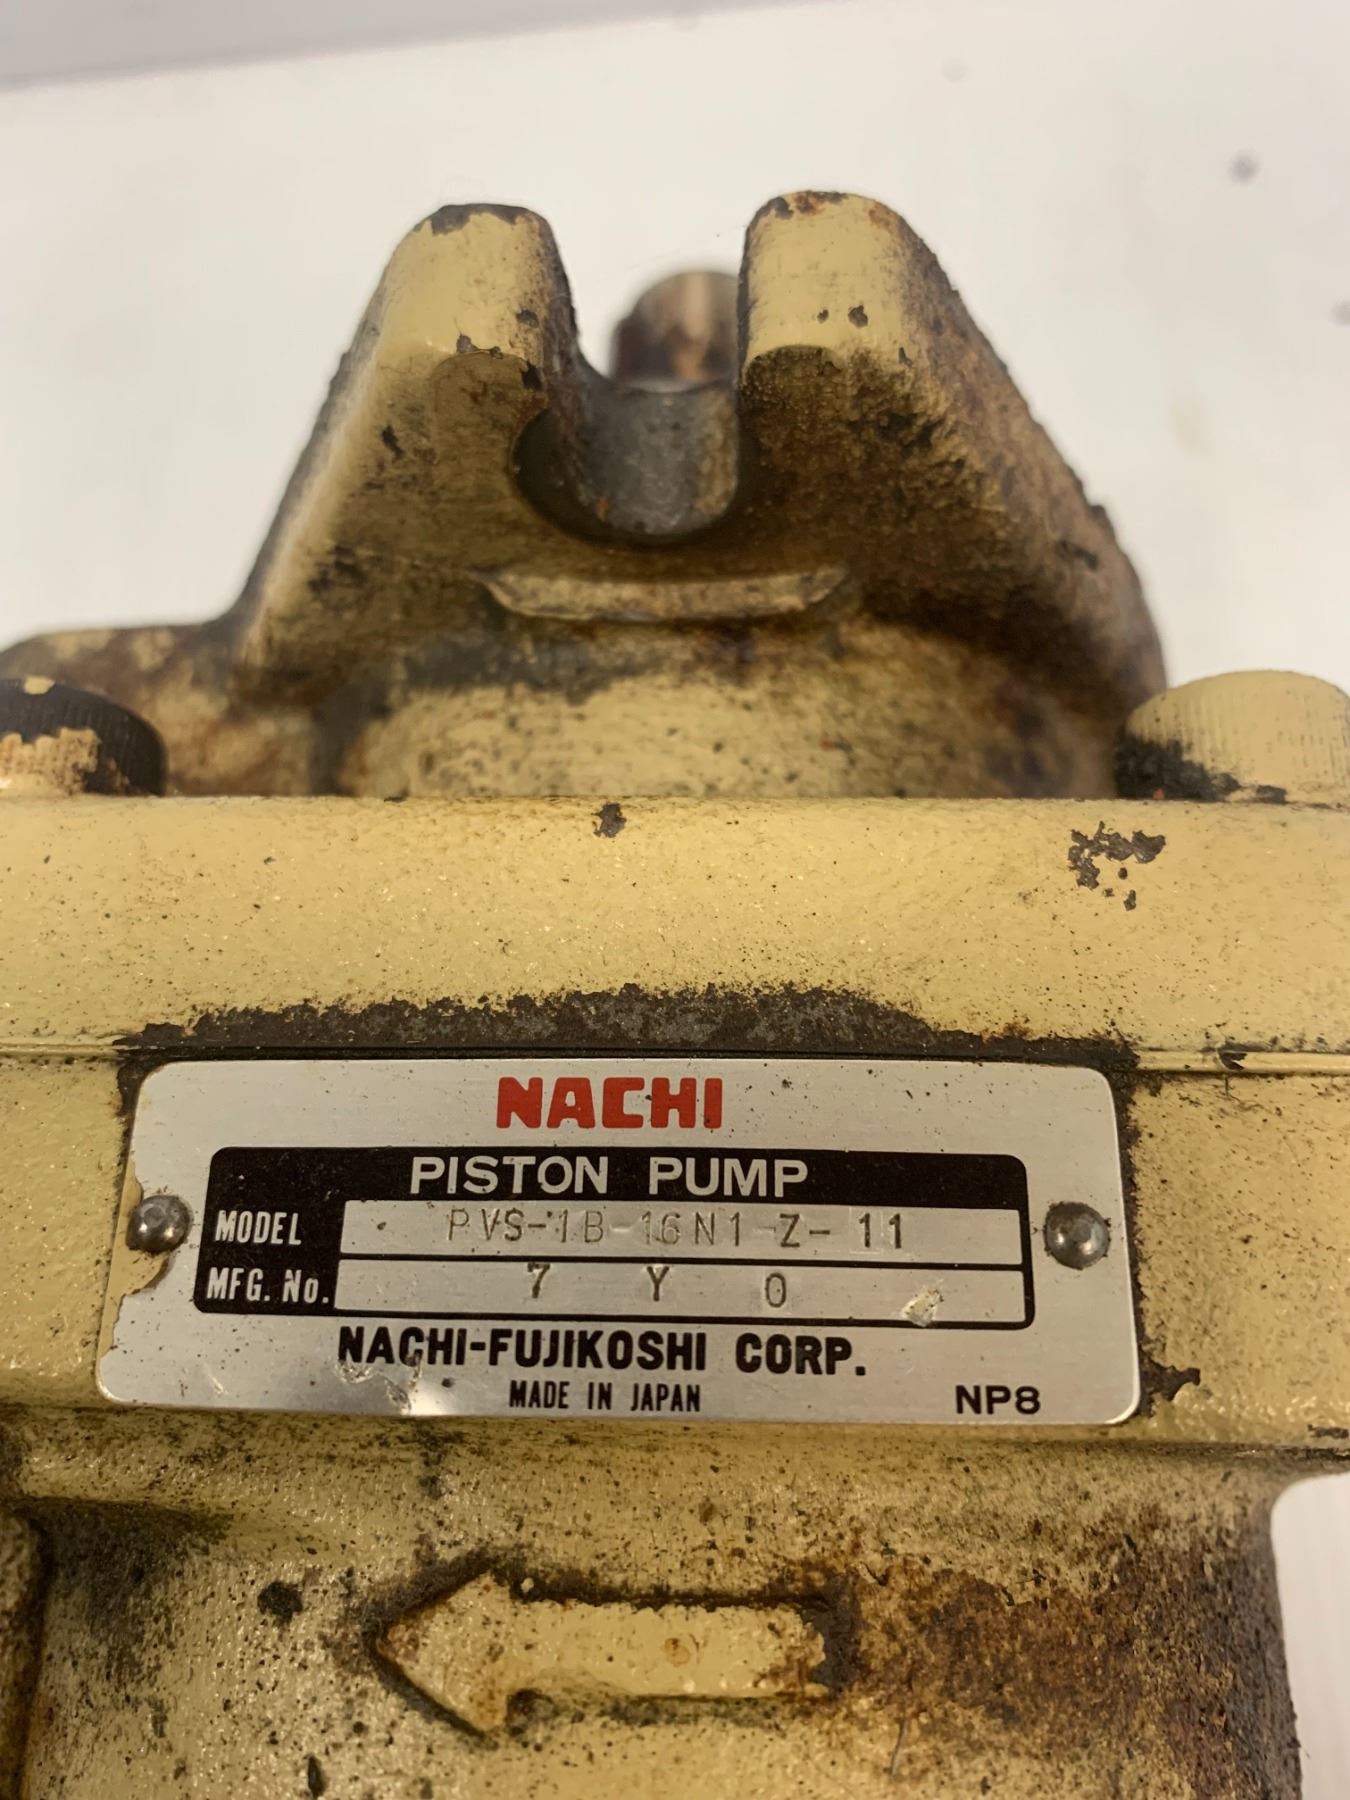 NACHI
PISTON PUMP
MODEL PVS-1B-16N1-Z-11
MFG. No. 7 Y 0
NACHI-FUJIKOSHI CORP.
MADE IN JAPAN NP8